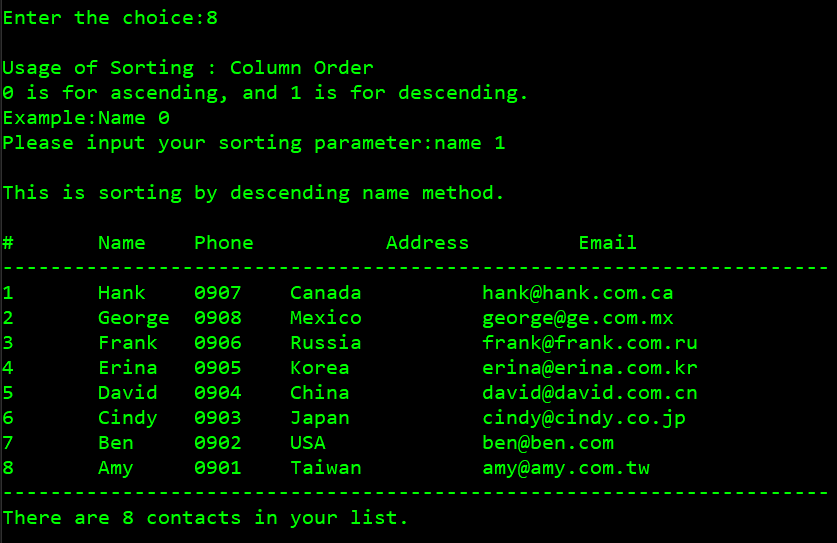 Enter the choice:8
Usage of Sorting : Column Order
0 is for ascending, and 1 is for descending.
Example:Name 0
Please input your sorting parameter:name 1
This is sorting by descending name method.
#       Name    Phone           Address         Email
---------------------------------------------------------------------
1       Hank    0907    Canada          hank@hank.com.ca
2       George  0908    Mexico          george@ge.com.mx
3       Frank   0906    Russia          frank@frank.com.ru
4       Erina   0905    Korea           erina@erina.com.kr
5       David   0904    China           david@david.com.cn
6       Cindy   0903    Japan           cindy@cindy.co.jp
7       Ben     0902    USA             ben@ben.com
8       Amy     0901    Taiwan          amy@amy.com.tw
---------------------------------------------------------------------
There are 8 contacts in your list.